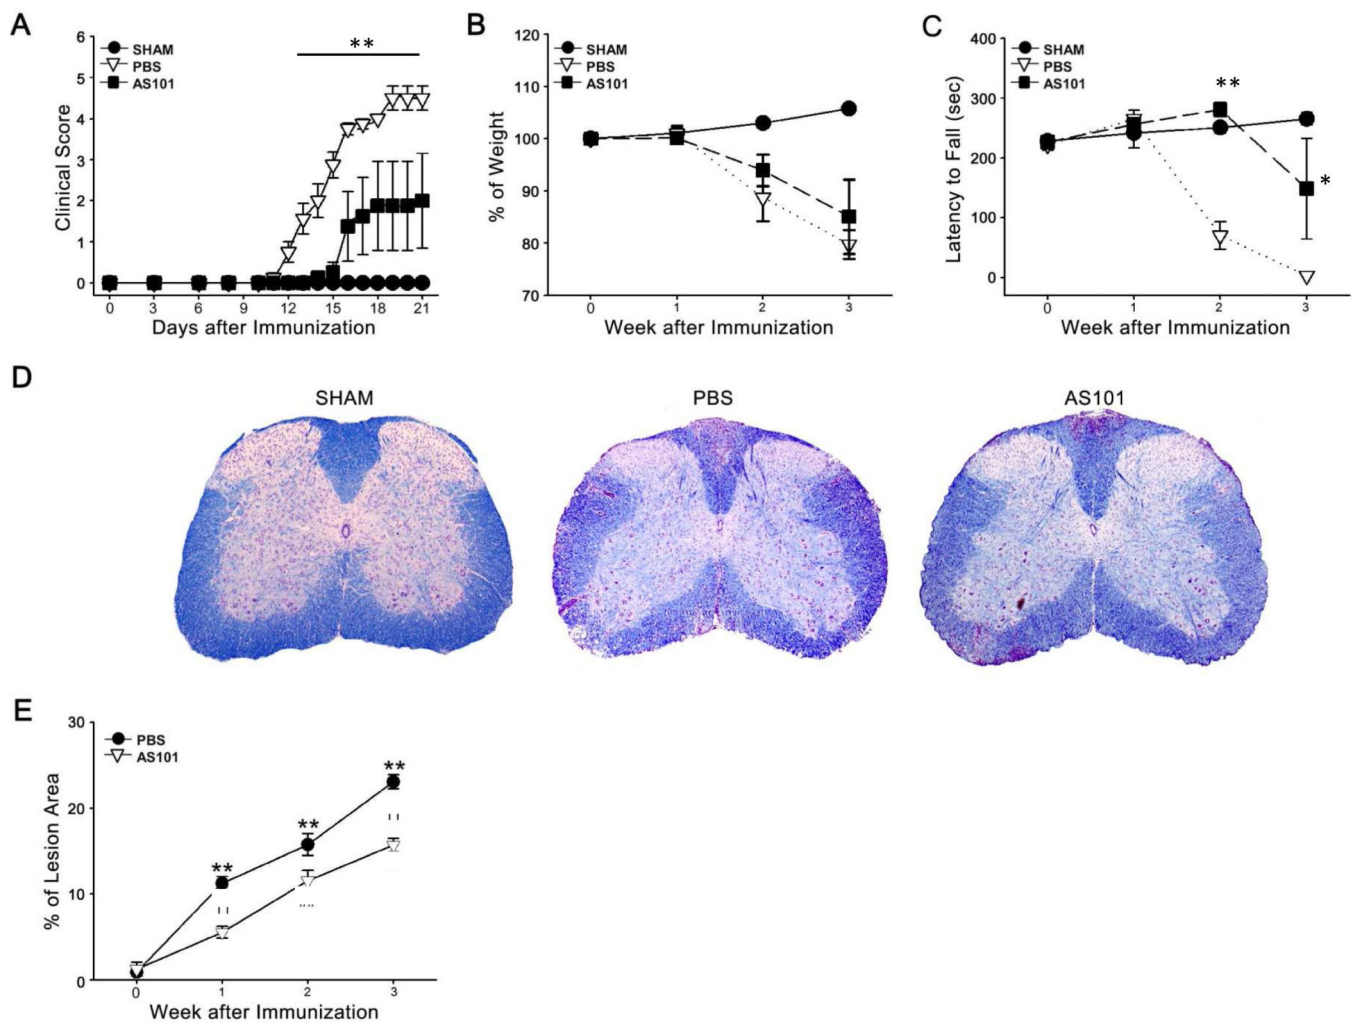 A
6
5
4
3
2
1
0
Clinical Score
SHAM
PBS
AS101
**
0 3 6 9 12 15 18 21
Days after Immunization
B
120
110
100
90
80
70
% of Weight
SHAM
PBS
AS101
0 1 2 3
Week after Immunization
C
400
300
200
100
0
Latency to Fall (sec)
SHAM
PBS
AS101
**
*
0 1 2 3
Week after Immunization
D
SHAM PBS AS101
E
30
20
10
0
% of Lesion Area
PBS
AS101
**
**
**
0 1 2 3
Week after Immunization